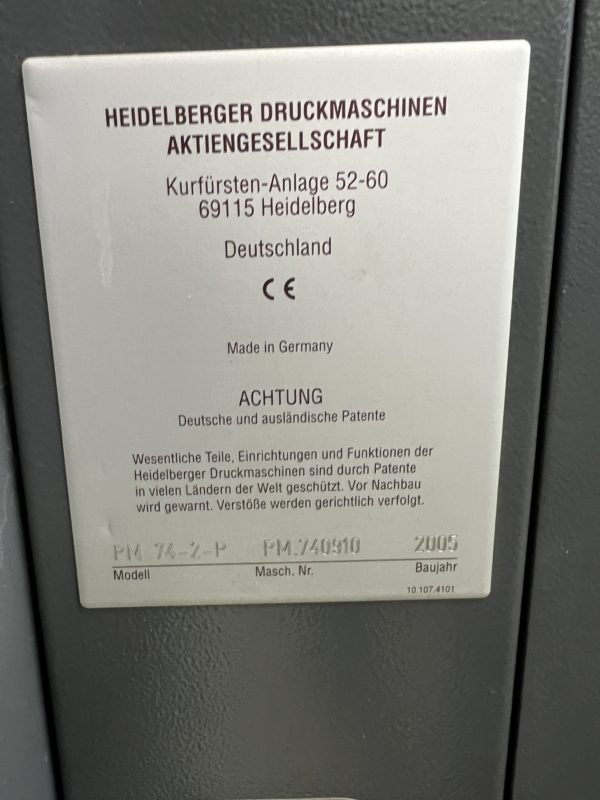 HEIDELBERGER DRUCKMASCHINEN
AKTIENGESELLSCHAFT
Kurfürsten-Anlage 52-60
69115 Heidelberg
Deutschland
CE
Made in Germany
ACHTUNG
Deutsche und ausländische Patente
Wesentliche Teile, Einrichtungen und Funktionen der
Heidelberger Druckmaschinen sind durch Patente
in vielen Ländern der Welt geschützt. Vor Nachbau
wird gewarnt. Verstöße werden gerichtlich verfolgt.
PM 74-2-P PM.740910 2005
Modell Masch. Nr. Baujahr
10.107.4101